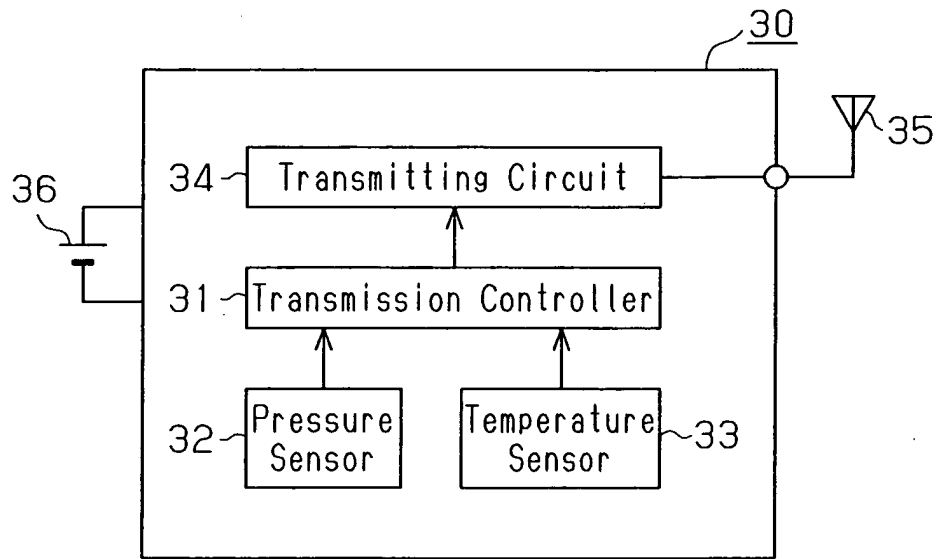 30
35
34
Transmitting Circuit
36
31
Transmission Controller
32
Pressure
Sensor
Temperature
Sensor
33